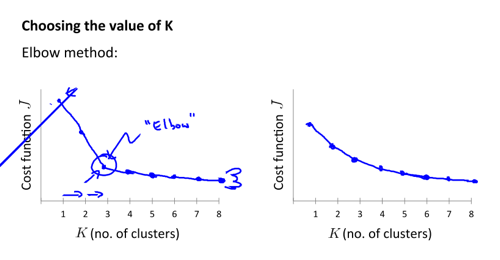 Choosing the value of K
Elbow method:
"Elbow"
Cost function J
1 2 3 4 5 6 7 8
K (no. of clusters)
Cost function J
1 2 3 4 5 6 7 8
K (no. of clusters)